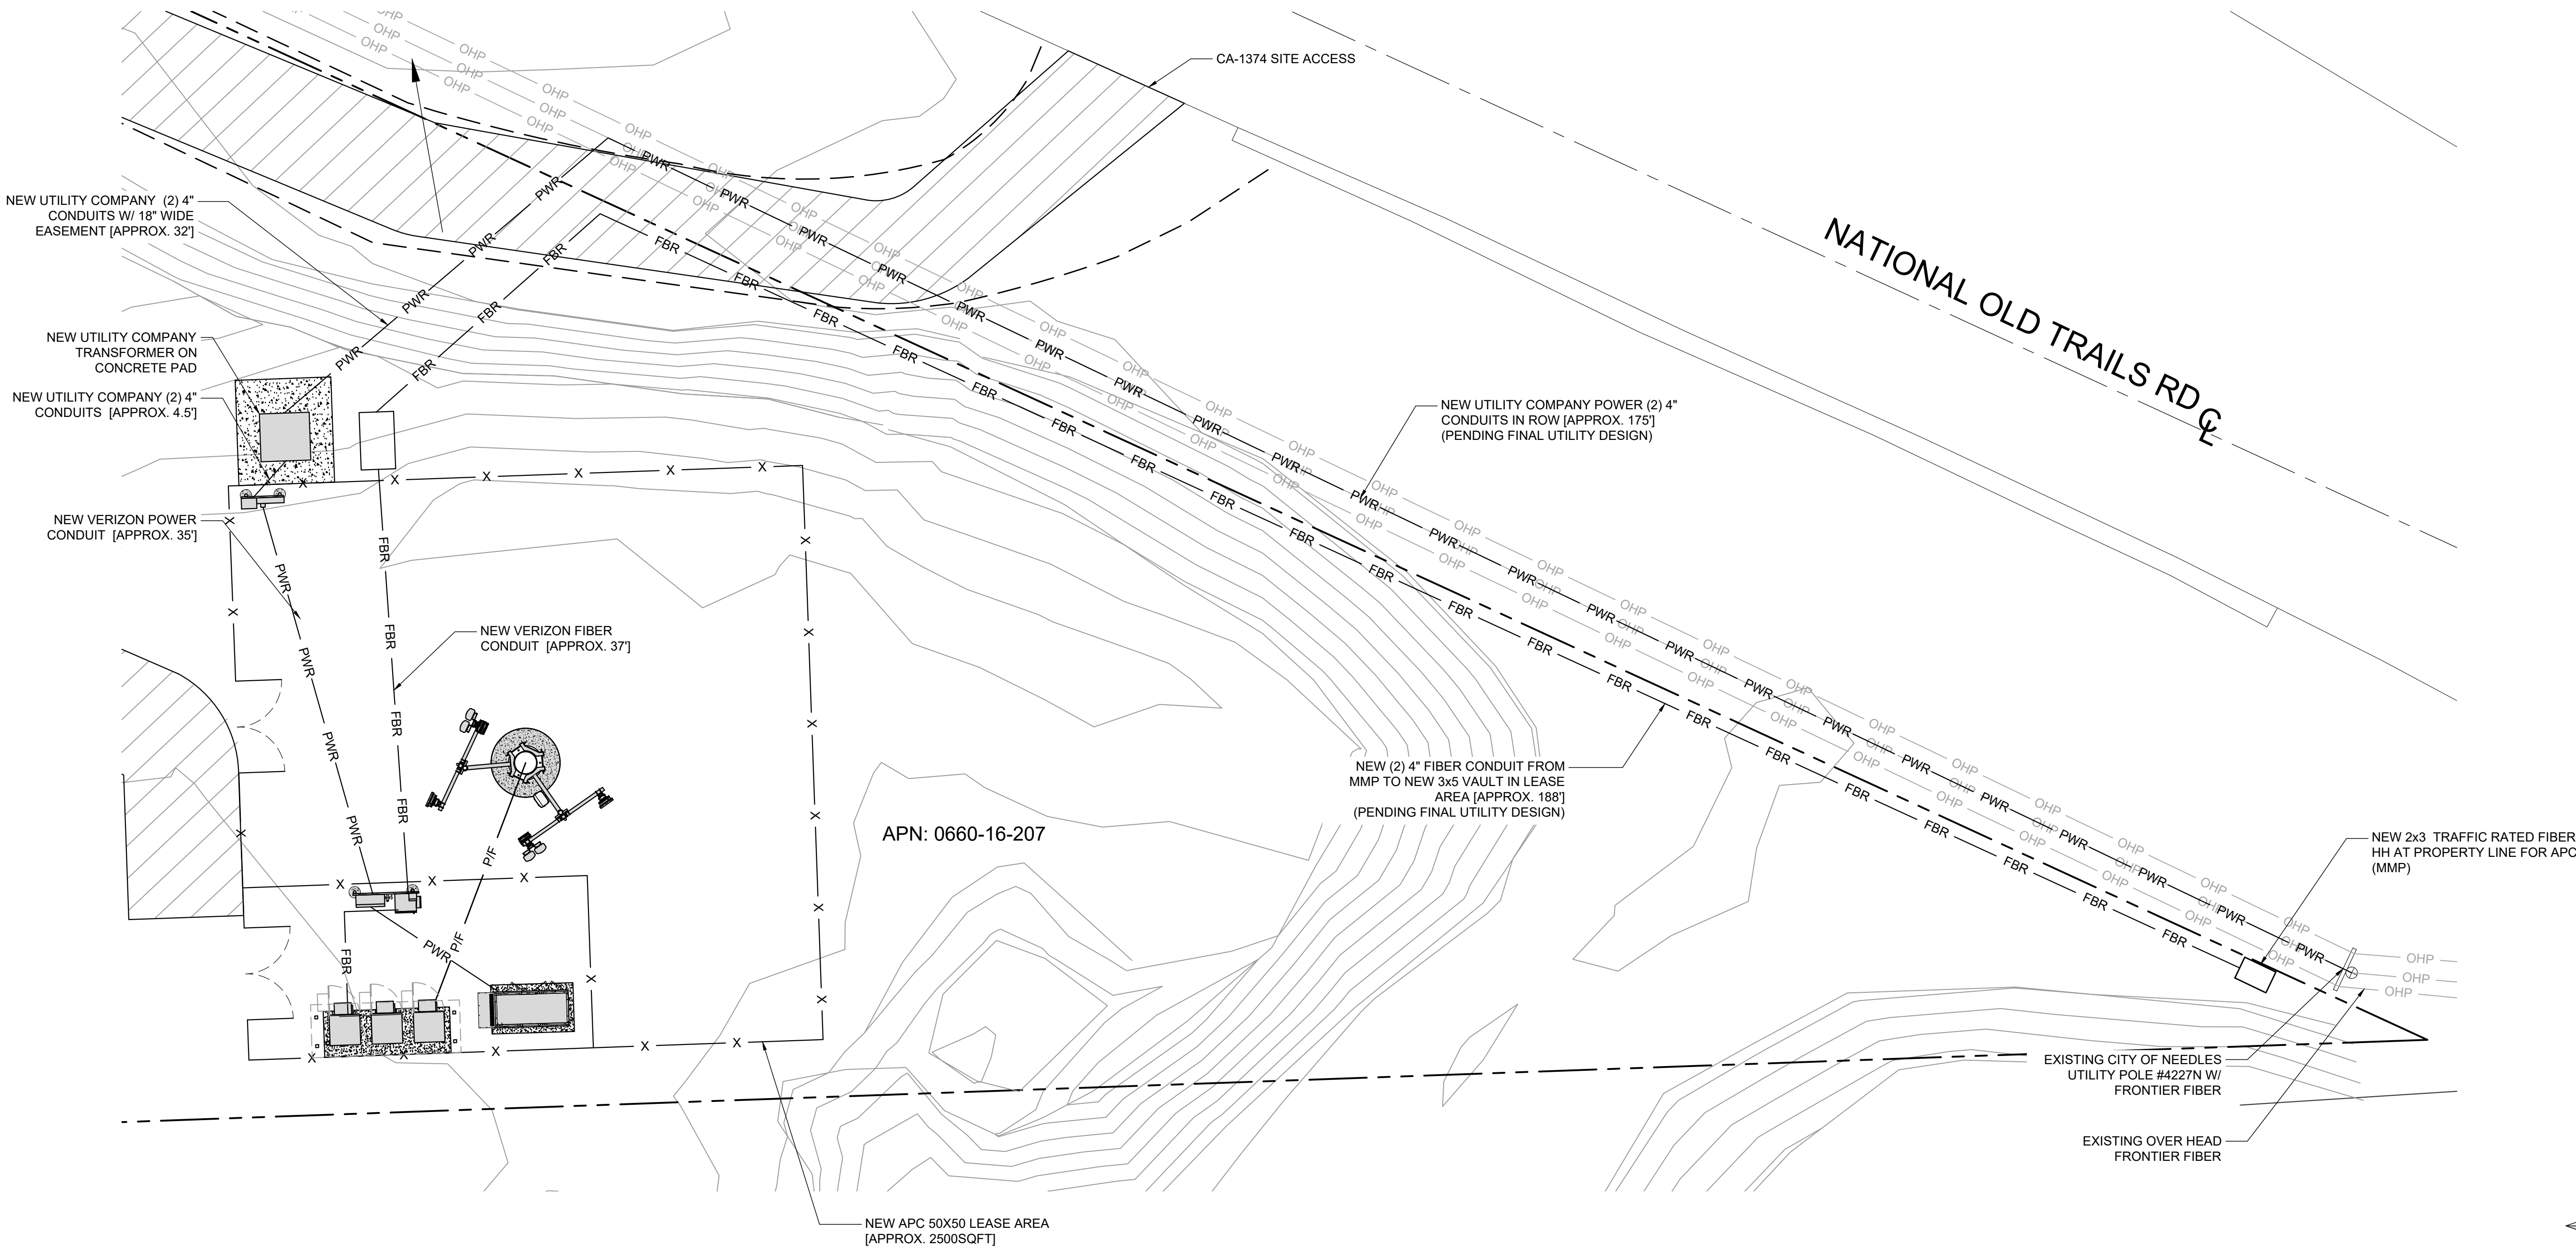 CA-1374 SITE ACCESS
NEW UTILITY COMPANY (2) 4"
CONDUITS W/ 18" WIDE
EASEMENT [APPROX. 32']
NATIONAL OLD TRAILS RD
NEW UTILITY COMPANY
TRANSFORMER ON
CONCRETE PAD
NEW UTILITY COMPANY (2) 4"
CONDUITS [APPROX. 4.5']
NEW UTILITY COMPANY POWER (2) 4"
CONDUITS IN ROW [APPROX. 175']
(PENDING FINAL UTILITY DESIGN)
NEW VERIZON POWER
CONDUIT [APPROX. 35']
NEW VERIZON FIBER
CONDUIT [APPROX. 37']
NEW (2) 4" FIBER CONDUIT FROM
MMP TO NEW 3x5 VAULT IN LEASE
AREA [APPROX. 188']
(PENDING FINAL UTILITY DESIGN)
APN: 0660-16-207
NEW 2x3 TRAFFIC RATED FIBER
HH AT PROPERTY LINE FOR APC
(MMP)
EXISTING CITY OF NEEDLES
UTILITY POLE #4227N W/
FRONTIER FIBER
EXISTING OVER HEAD
FRONTIER FIBER
NEW APC 50X50 LEASE AREA
[APPROX. 2500SQFT]
OHP
PWR
FBR
P/F
X